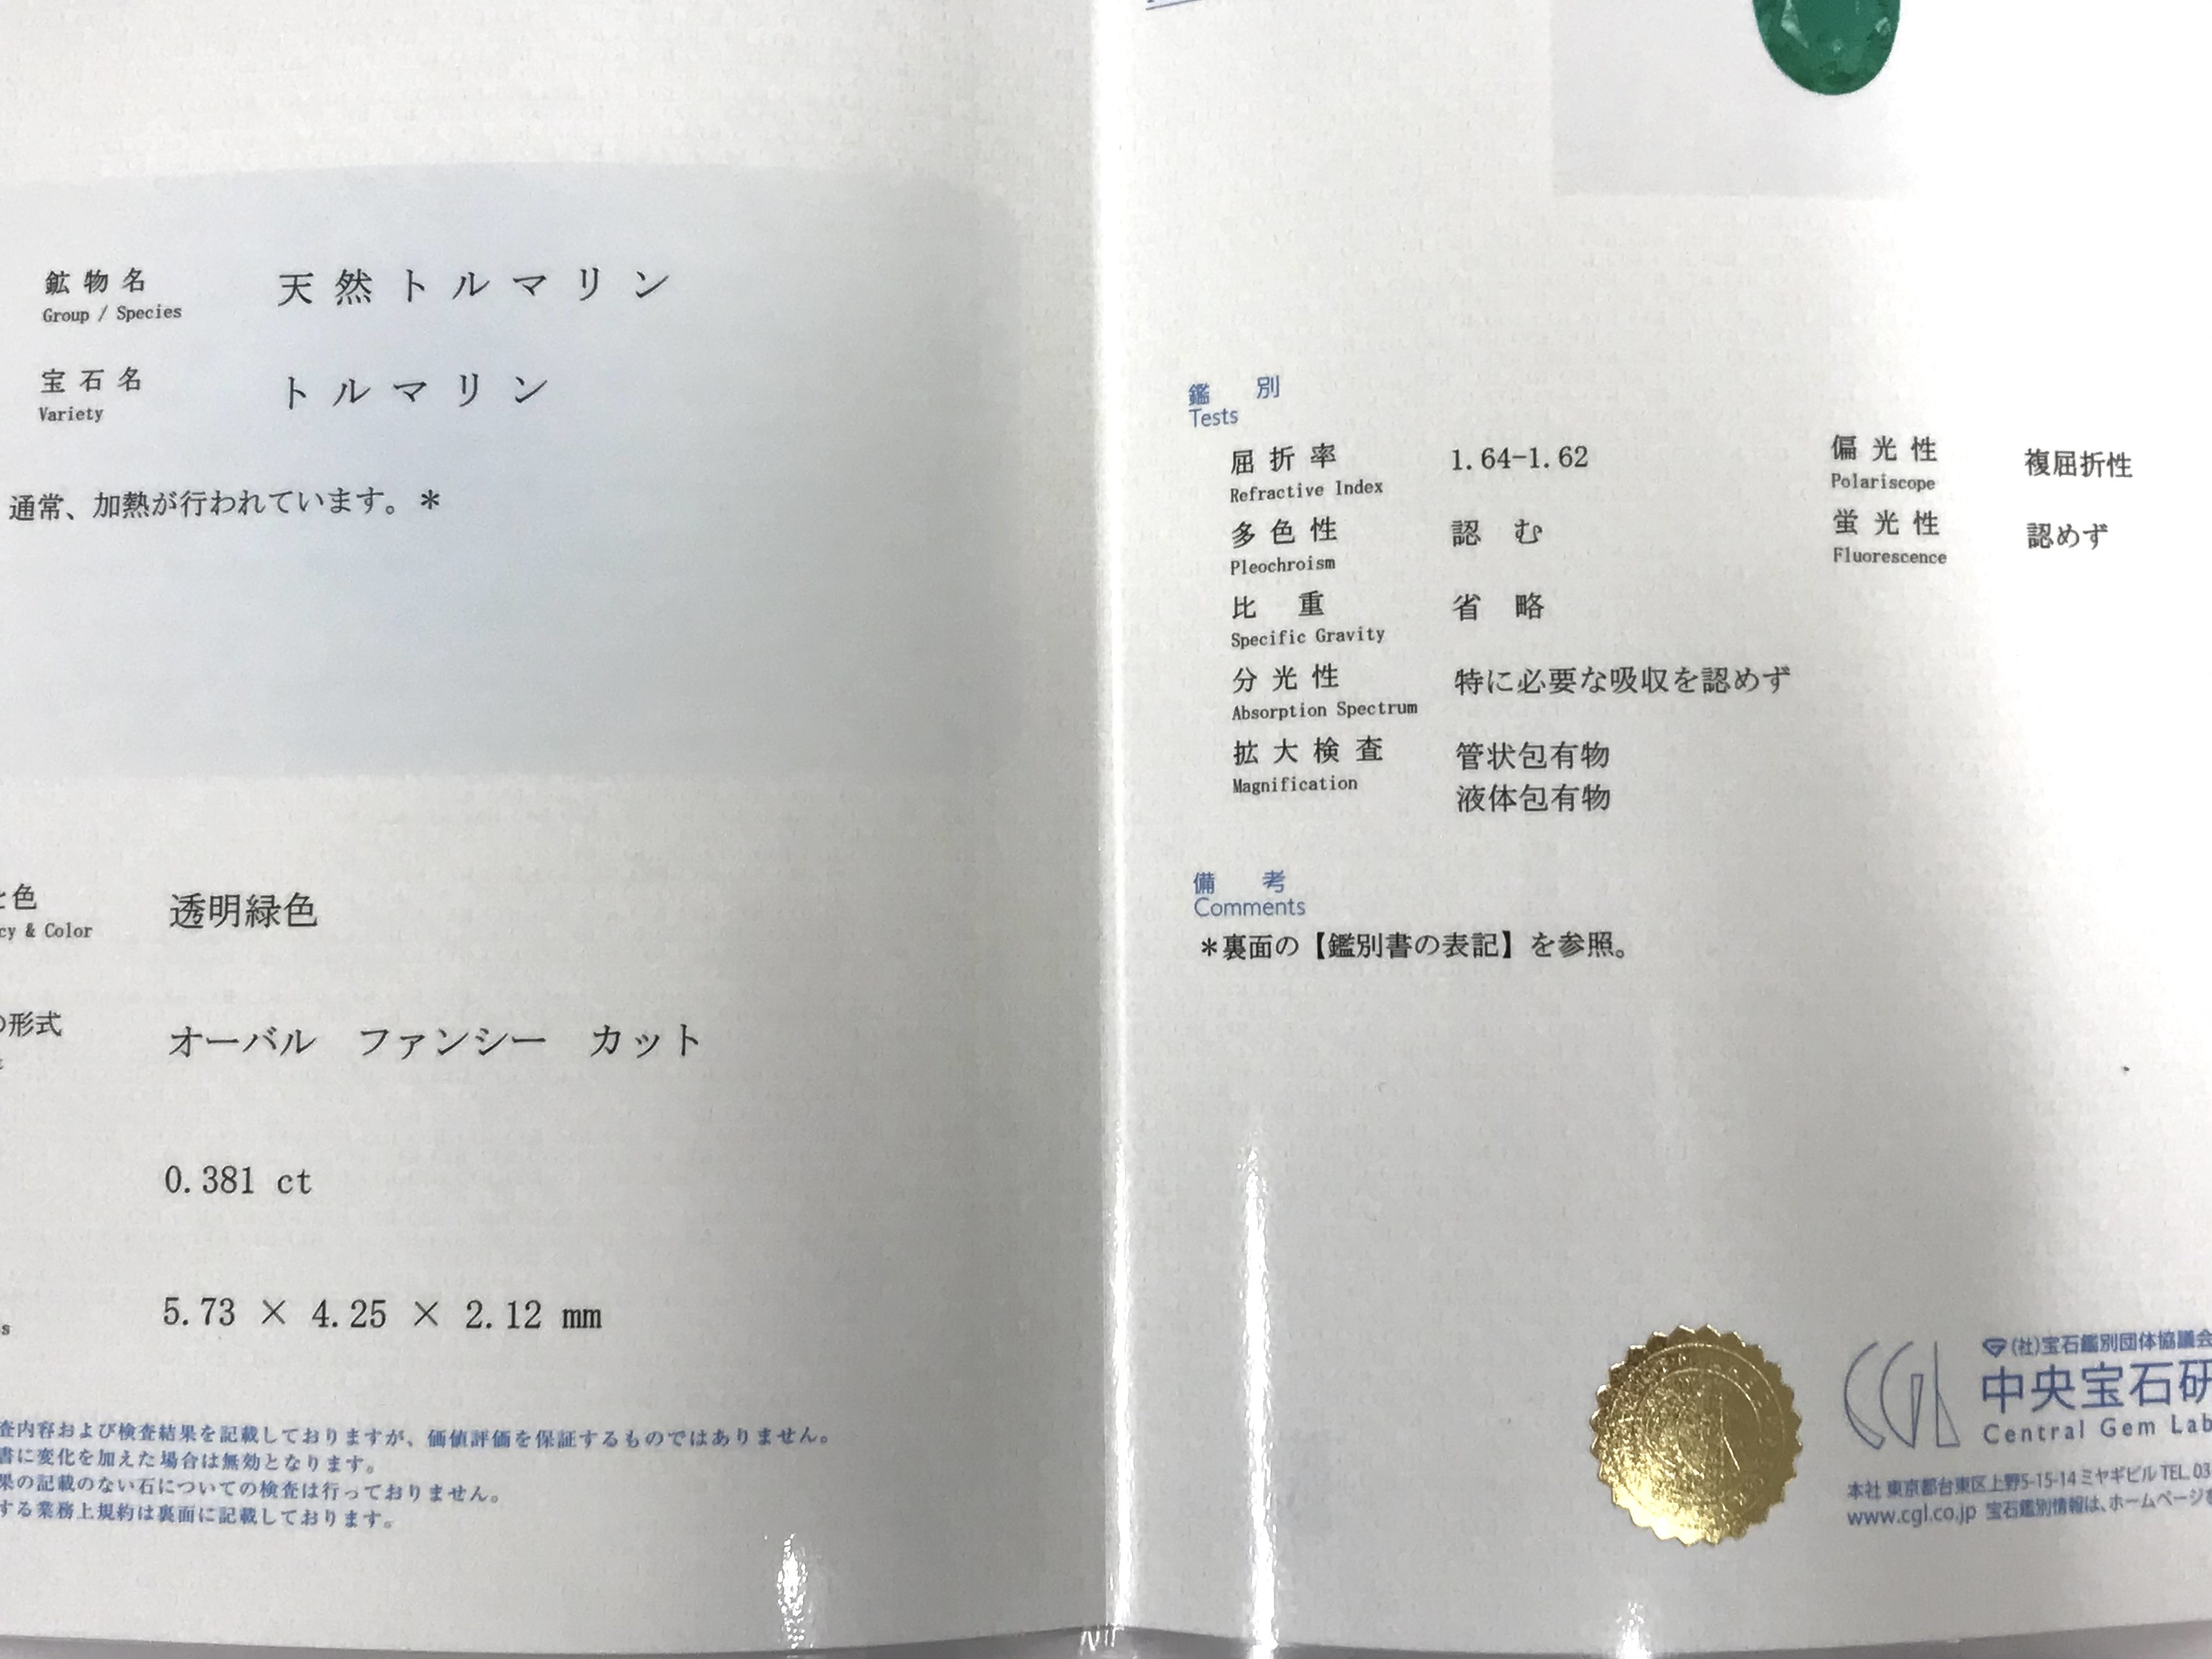 鉱物名 天然トルマリン
Group / Species
宝石名 トルマリン
Variety
通常、加熱が行われています。＊
色 透明緑色
& Color
形式 オーバル ファンシー カット
0.381 ct
5.73 × 4.25 × 2.12 mm
査内容および検査結果を記載しておりますが、価値評価を保証するものではありません。
書に変化を加えた場合は無効となります。
果の記載のない石についての検査は行っておりません。
する業務上規約は裏面に記載しております。
鑑別
Tests
屈折率 1.64-1.62 偏光性 複屈折性
Refractive Index Polariscope
多色性 認む 蛍光性 認めず
Pleochroism Fluorescence
比重 省略
Specific Gravity
分光性 特に必要な吸収を認めず
Absorption Spectrum
拡大検査 管状包有物
Magnification 液体包有物
備考
Comments
＊裏面の【鑑別書の表記】を参照。
CGL (社)宝石鑑別団体協議会
中央宝石研
Central Gem Lab
本社 東京都台東区上野5-15-14 ミヤギビル TEL. 03
www.cgl.co.jp 宝石鑑別情報は、ホームページを